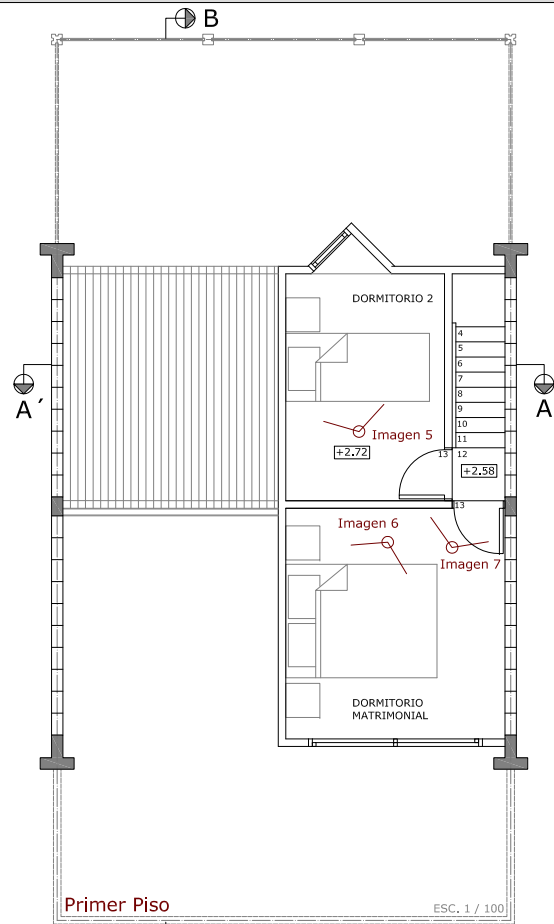 B
DORMITORIO 2
4
5
6
7
8
9
10
11
12
13
A´
A
Imagen 5
+2.72
+2.58
13
Imagen 6
Imagen 7
DORMITORIO
MATRIMONIAL
Primer Piso
ESC. 1 / 100